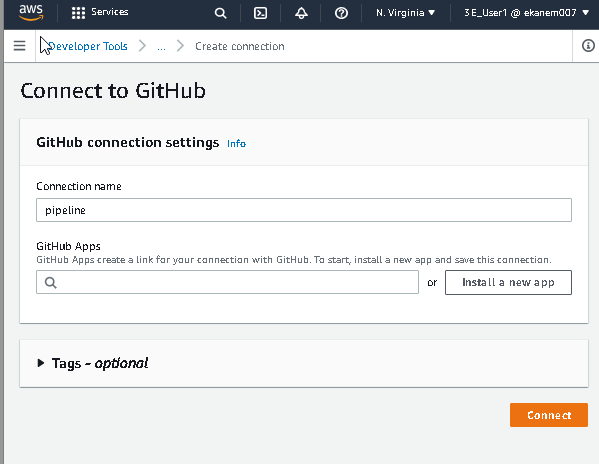 aws Services N. Virginia 3E_User1 @ ekanem007
Developer Tools ... Create connection
Connect to GitHub
GitHub connection settings Info
Connection name
pipeline
GitHub Apps
GitHub Apps create a link for your connection with GitHub. To start, install a new app and save this connection.
or Install a new app
Tags - optional
Connect